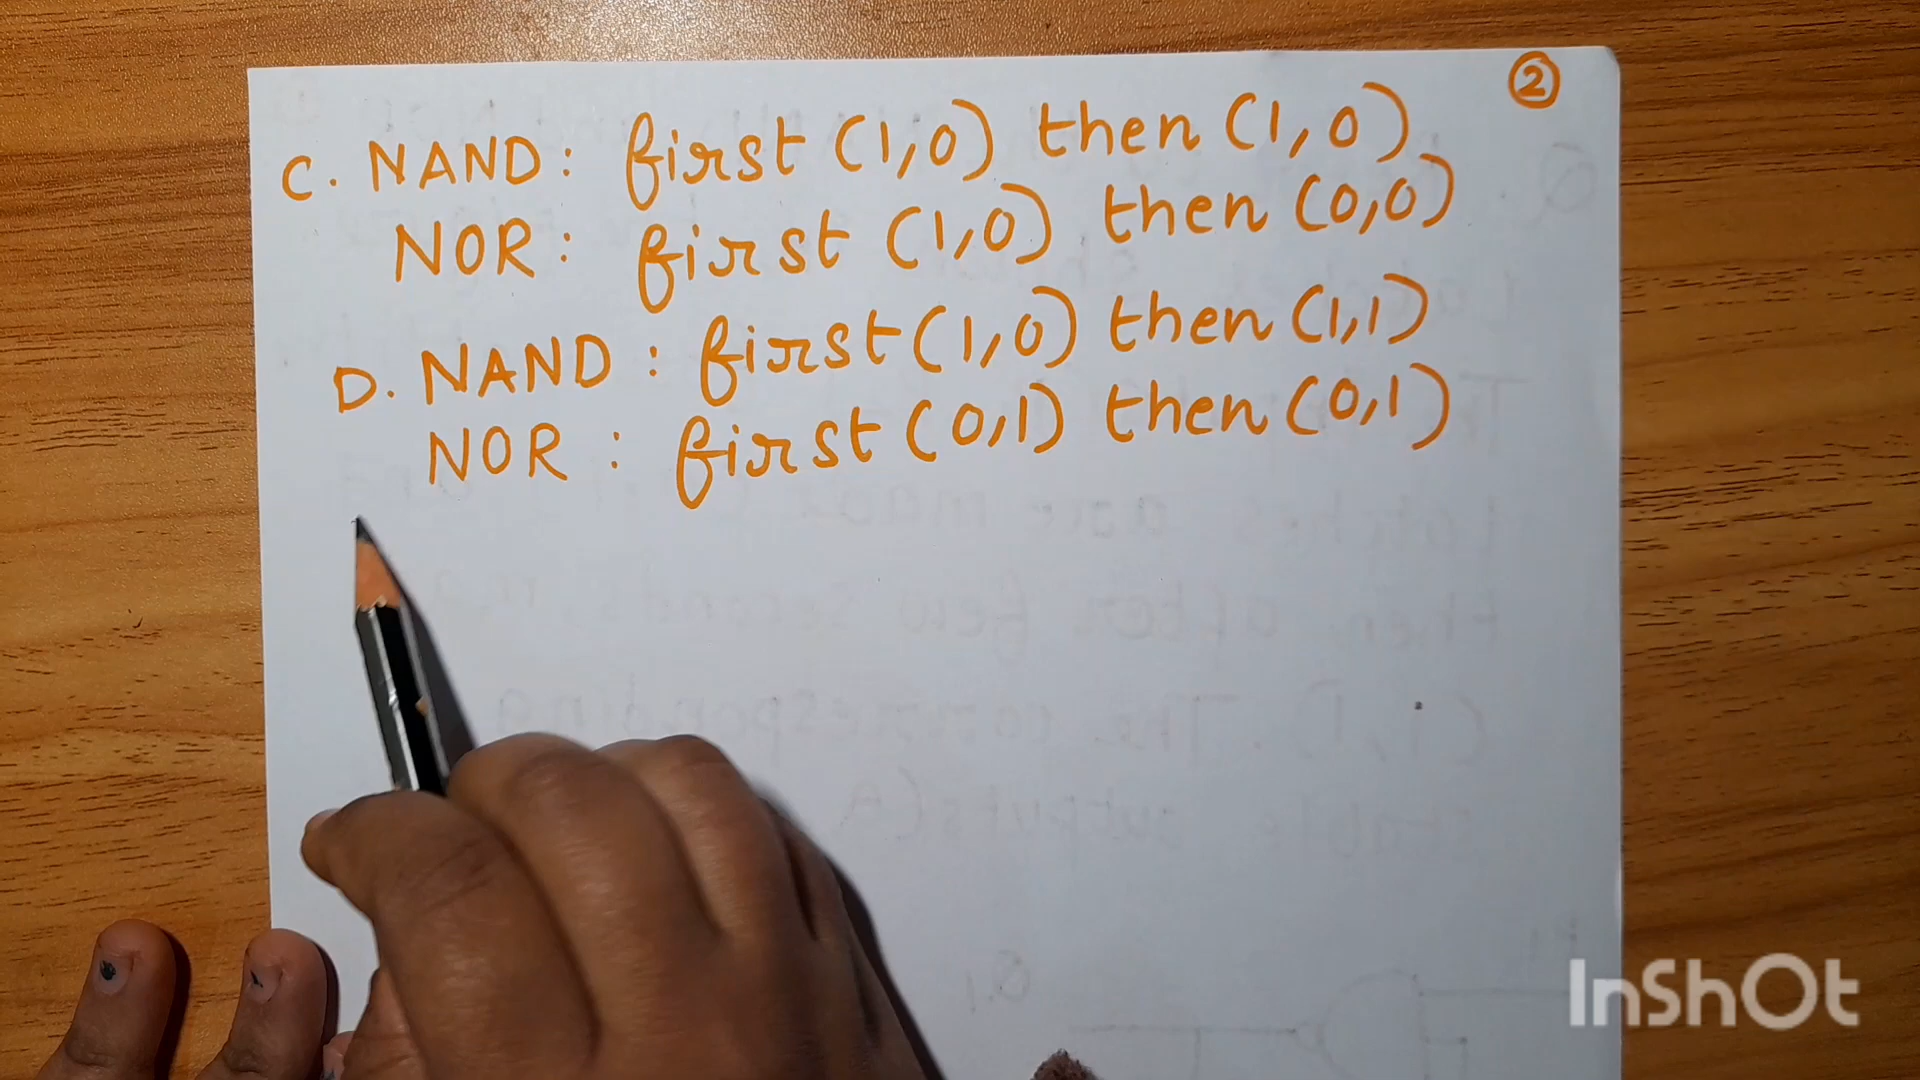 ②
C. NAND: first (1,0) then (1,0)
NOR: first (1,0) then (0,0)
D. NAND: first (1,0) then (1,1)
NOR: first (0,1) then (0,1)
InShOt